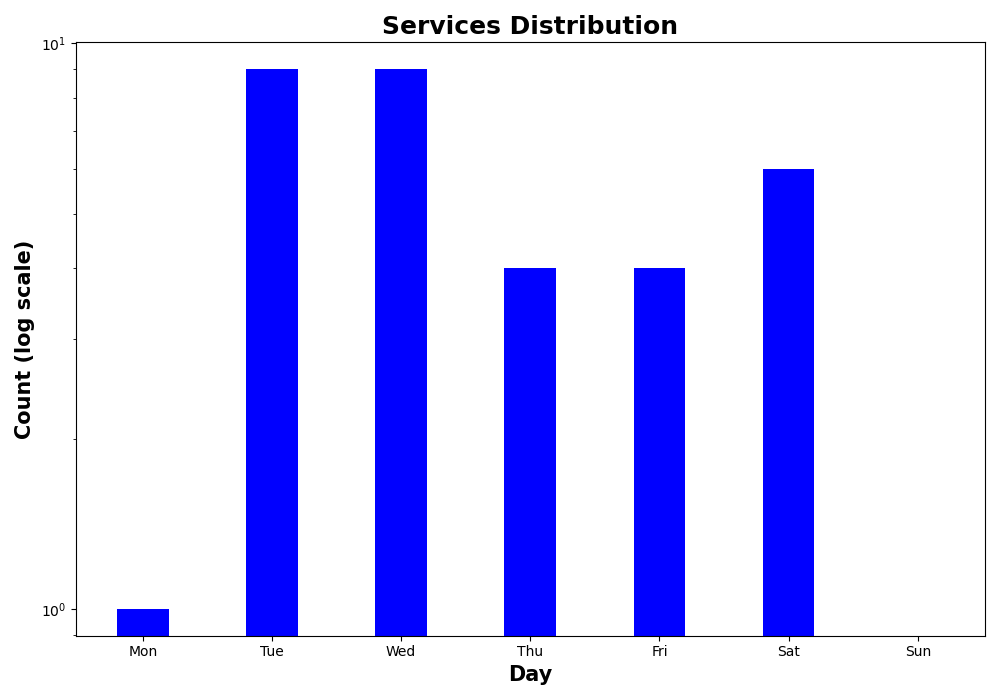 Services Distribution
10¹
10⁰
Count (log scale)
Mon Tue Wed Thu Fri Sat Sun
Day